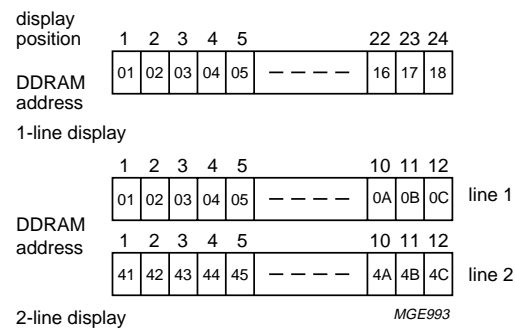 display
position 1 2 3 4 5 22 23 24
01 02 03 04 05 16 17 18
DDRAM
address
1-line display
1 2 3 4 5 10 11 12
01 02 03 04 05 0A 0B 0C line 1
DDRAM
address
1 2 3 4 5 10 11 12
41 42 43 44 45 4A 4B 4C line 2
2-line display MGE993